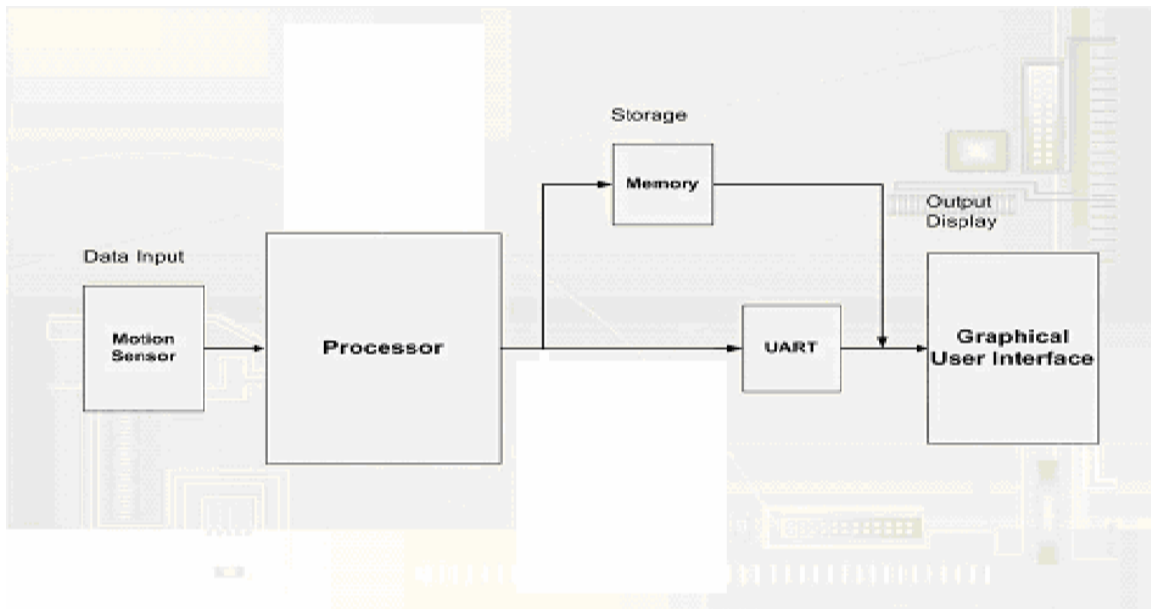 Storage
Memory
Output
Display
Data Input
Motion
Sensor
Processor
UART
Graphical
User Interface